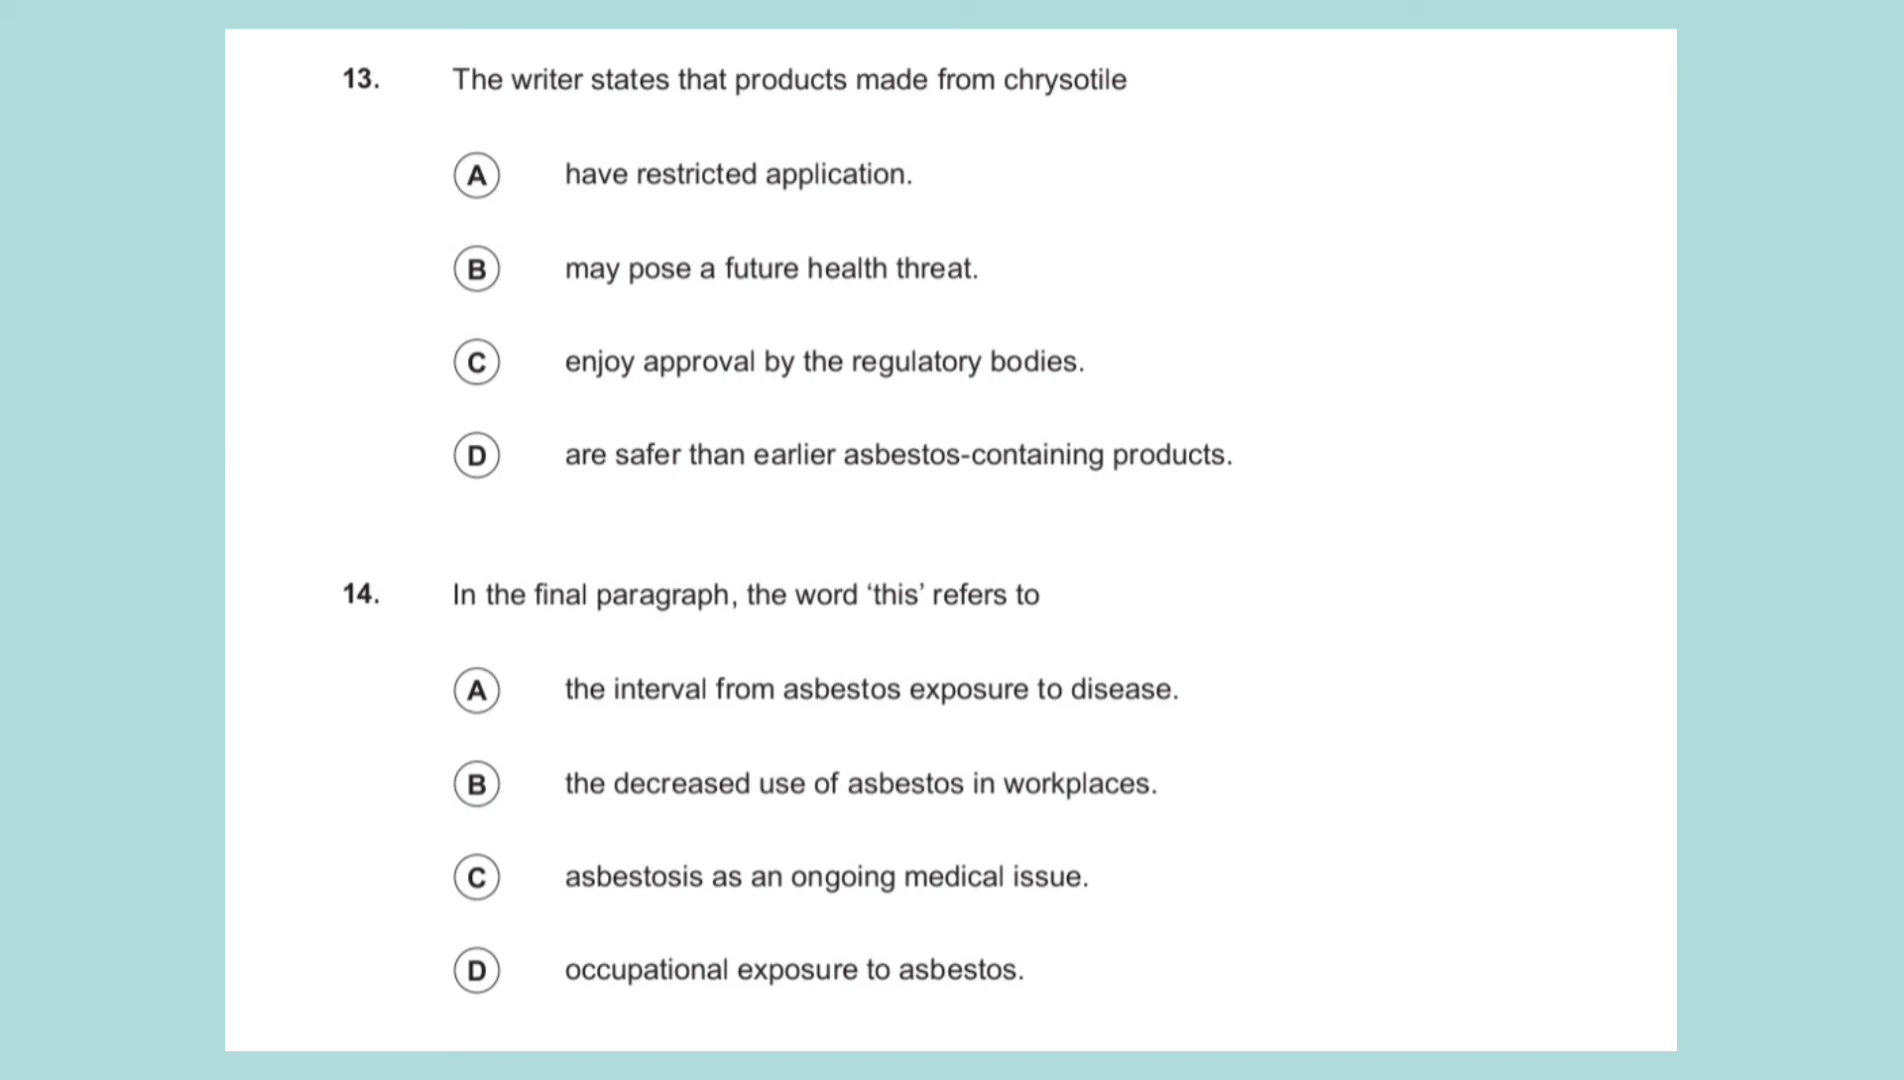 13. The writer states that products made from chrysotile
A have restricted application.
B may pose a future health threat.
C enjoy approval by the regulatory bodies.
D are safer than earlier asbestos-containing products.
14. In the final paragraph, the word ‘this’ refers to
A the interval from asbestos exposure to disease.
B the decreased use of asbestos in workplaces.
C asbestosis as an ongoing medical issue.
D occupational exposure to asbestos.